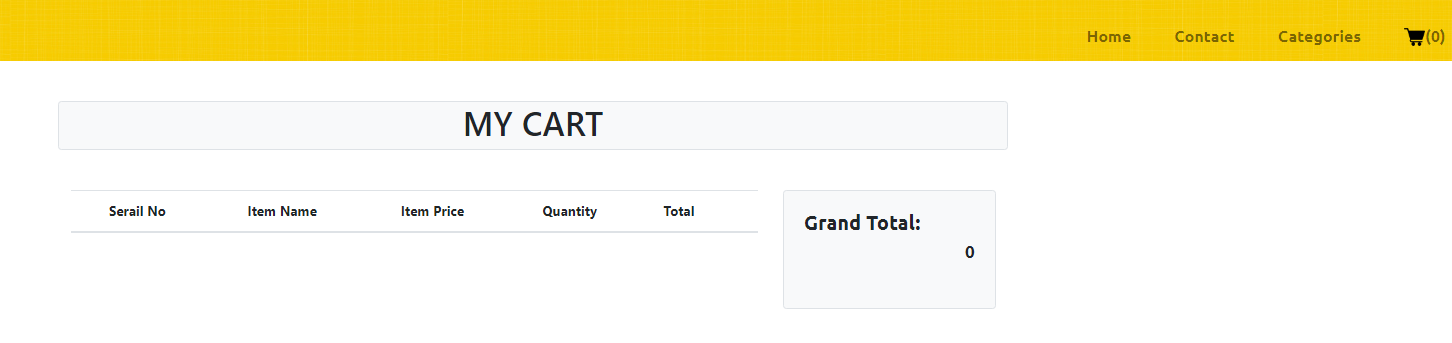 Home Contact Categories (0)
MY CART
Serail No Item Name Item Price Quantity Total
Grand Total:
0